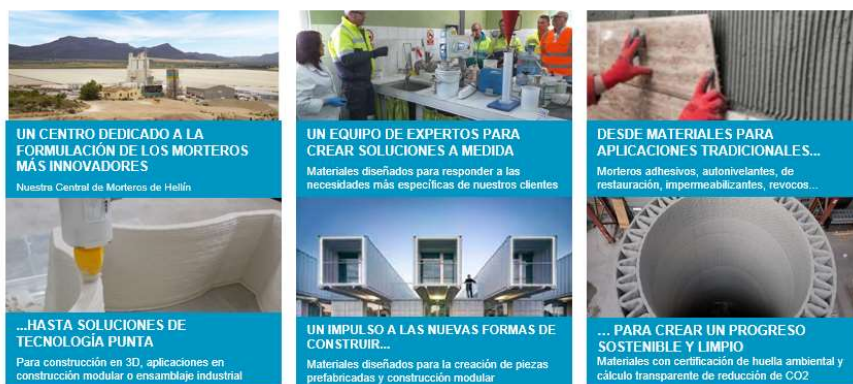 UN CENTRO DEDICADO A LA
FORMULACIÓN DE LOS MORTEROS
MÁS INNOVADORES
Nuestra Central de Morteros de Hellín
UN EQUIPO DE EXPERTOS PARA
CREAR SOLUCIONES A MEDIDA
Materiales diseñados para responder a las
necesidades más específicas de nuestros clientes
DESDE MATERIALES PARA
APLICACIONES TRADICIONALES...
Morteros adhesivos, autonivelantes, de
restauración, impermeabilizantes, revocos...
...HASTA SOLUCIONES DE
TECNOLOGÍA PUNTA
Para construcción en 3D, aplicaciones en
construcción modular o ensamblaje industrial
UN IMPULSO A LAS NUEVAS FORMAS DE
CONSTRUIR...
Materiales diseñados para la creación de piezas
prefabricadas y construcción modular
... PARA CREAR UN PROGRESO
SOSTENIBLE Y LIMPIO
Materiales con certificación de huella ambiental y
cálculo transparente de reducción de CO2